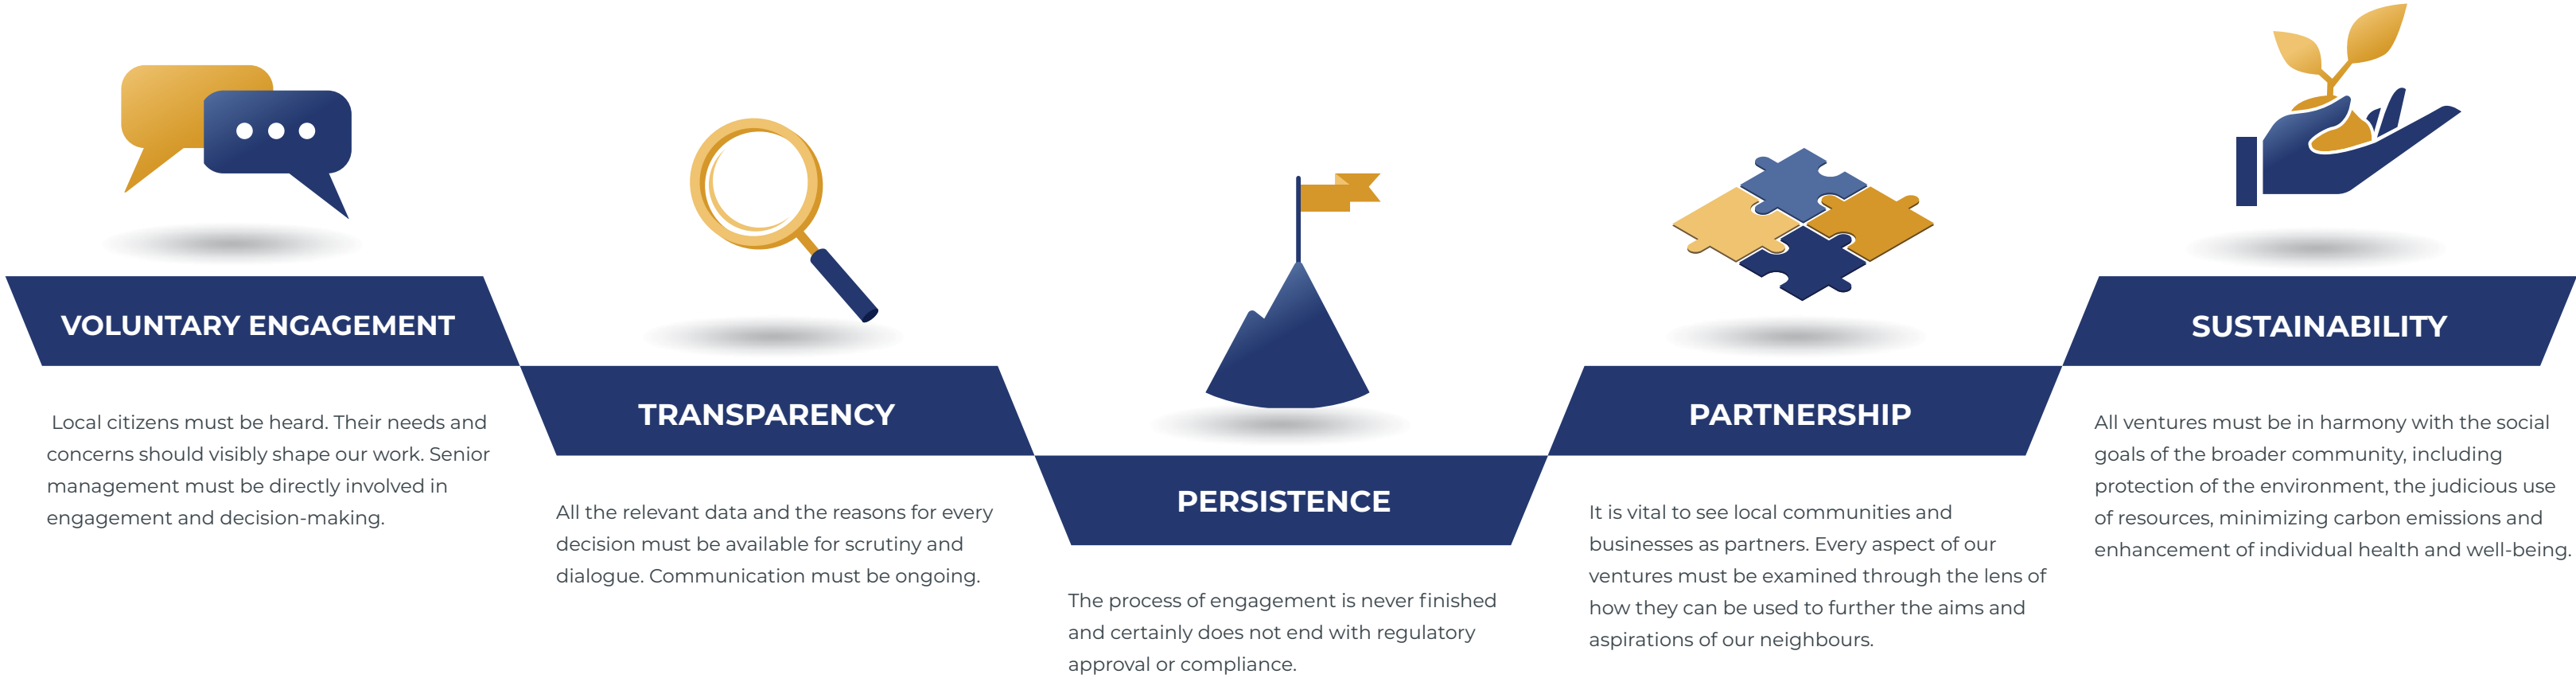 VOLUNTARY ENGAGEMENT
Local citizens must be heard. Their needs and
concerns should visibly shape our work. Senior
management must be directly involved in
engagement and decision-making.
TRANSPARENCY
All the relevant data and the reasons for every
decision must be available for scrutiny and
dialogue. Communication must be ongoing.
PERSISTENCE
The process of engagement is never finished
and certainly does not end with regulatory
approval or compliance.
PARTNERSHIP
It is vital to see local communities and
businesses as partners. Every aspect of our
ventures must be examined through the lens of
how they can be used to further the aims and
aspirations of our neighbours.
SUSTAINABILITY
All ventures must be in harmony with the social
goals of the broader community, including
protection of the environment, the judicious use
of resources, minimizing carbon emissions and
enhancement of individual health and well-being.